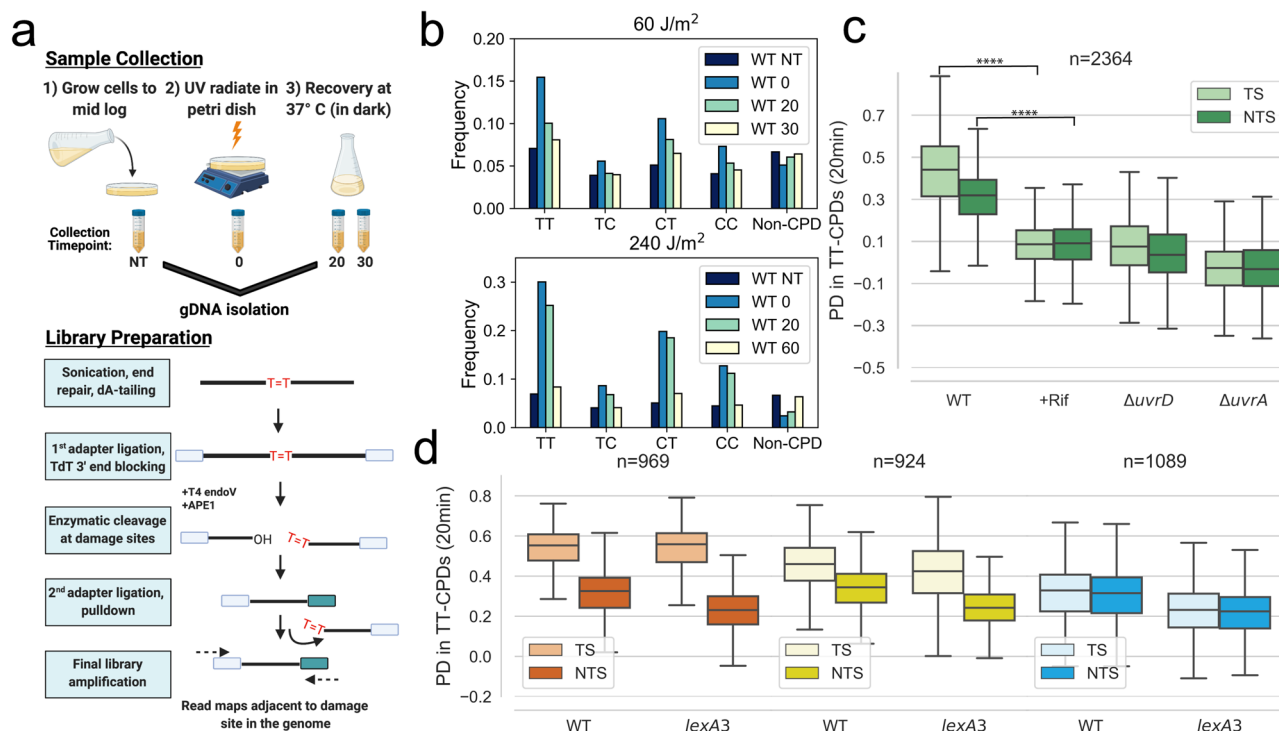 a
Sample Collection
1) Grow cells to mid log
2) UV radiate in petri dish
3) Recovery at 37° C (in dark)
Collection Timepoint:
NT
0
20
30
gDNA isolation
Library Preparation
Sonication, end repair, dA-tailing
T=T
1st adapter ligation, TdT 3' end blocking
T=T
+T4 endoV
+APE1
Enzymatic cleavage at damage sites
OH
T=T
2nd adapter ligation, pulldown
T=T
Final library amplification
Read maps adjacent to damage site in the genome
b
60 J/m²
Frequency
0.20
0.15
0.10
0.05
0.00
WT NT
WT 0
WT 20
WT 30
TT
TC
CT
CC
Non-CPD
240 J/m²
Frequency
0.3
0.2
0.1
0.0
WT NT
WT 0
WT 20
WT 60
TT
TC
CT
CC
Non-CPD
c
PD in TT-CPDs (20min)
0.7
0.5
0.3
0.1
−0.1
−0.3
−0.5
****
****
n=2364
TS
NTS
WT
+Rif
ΔuvrD
ΔuvrA
d
PD in TT-CPDs (20min)
0.8
0.6
0.4
0.2
0.0
−0.2
n=969
n=924
n=1089
TS
NTS
TS
NTS
TS
NTS
WT
lexA3
WT
lexA3
WT
lexA3